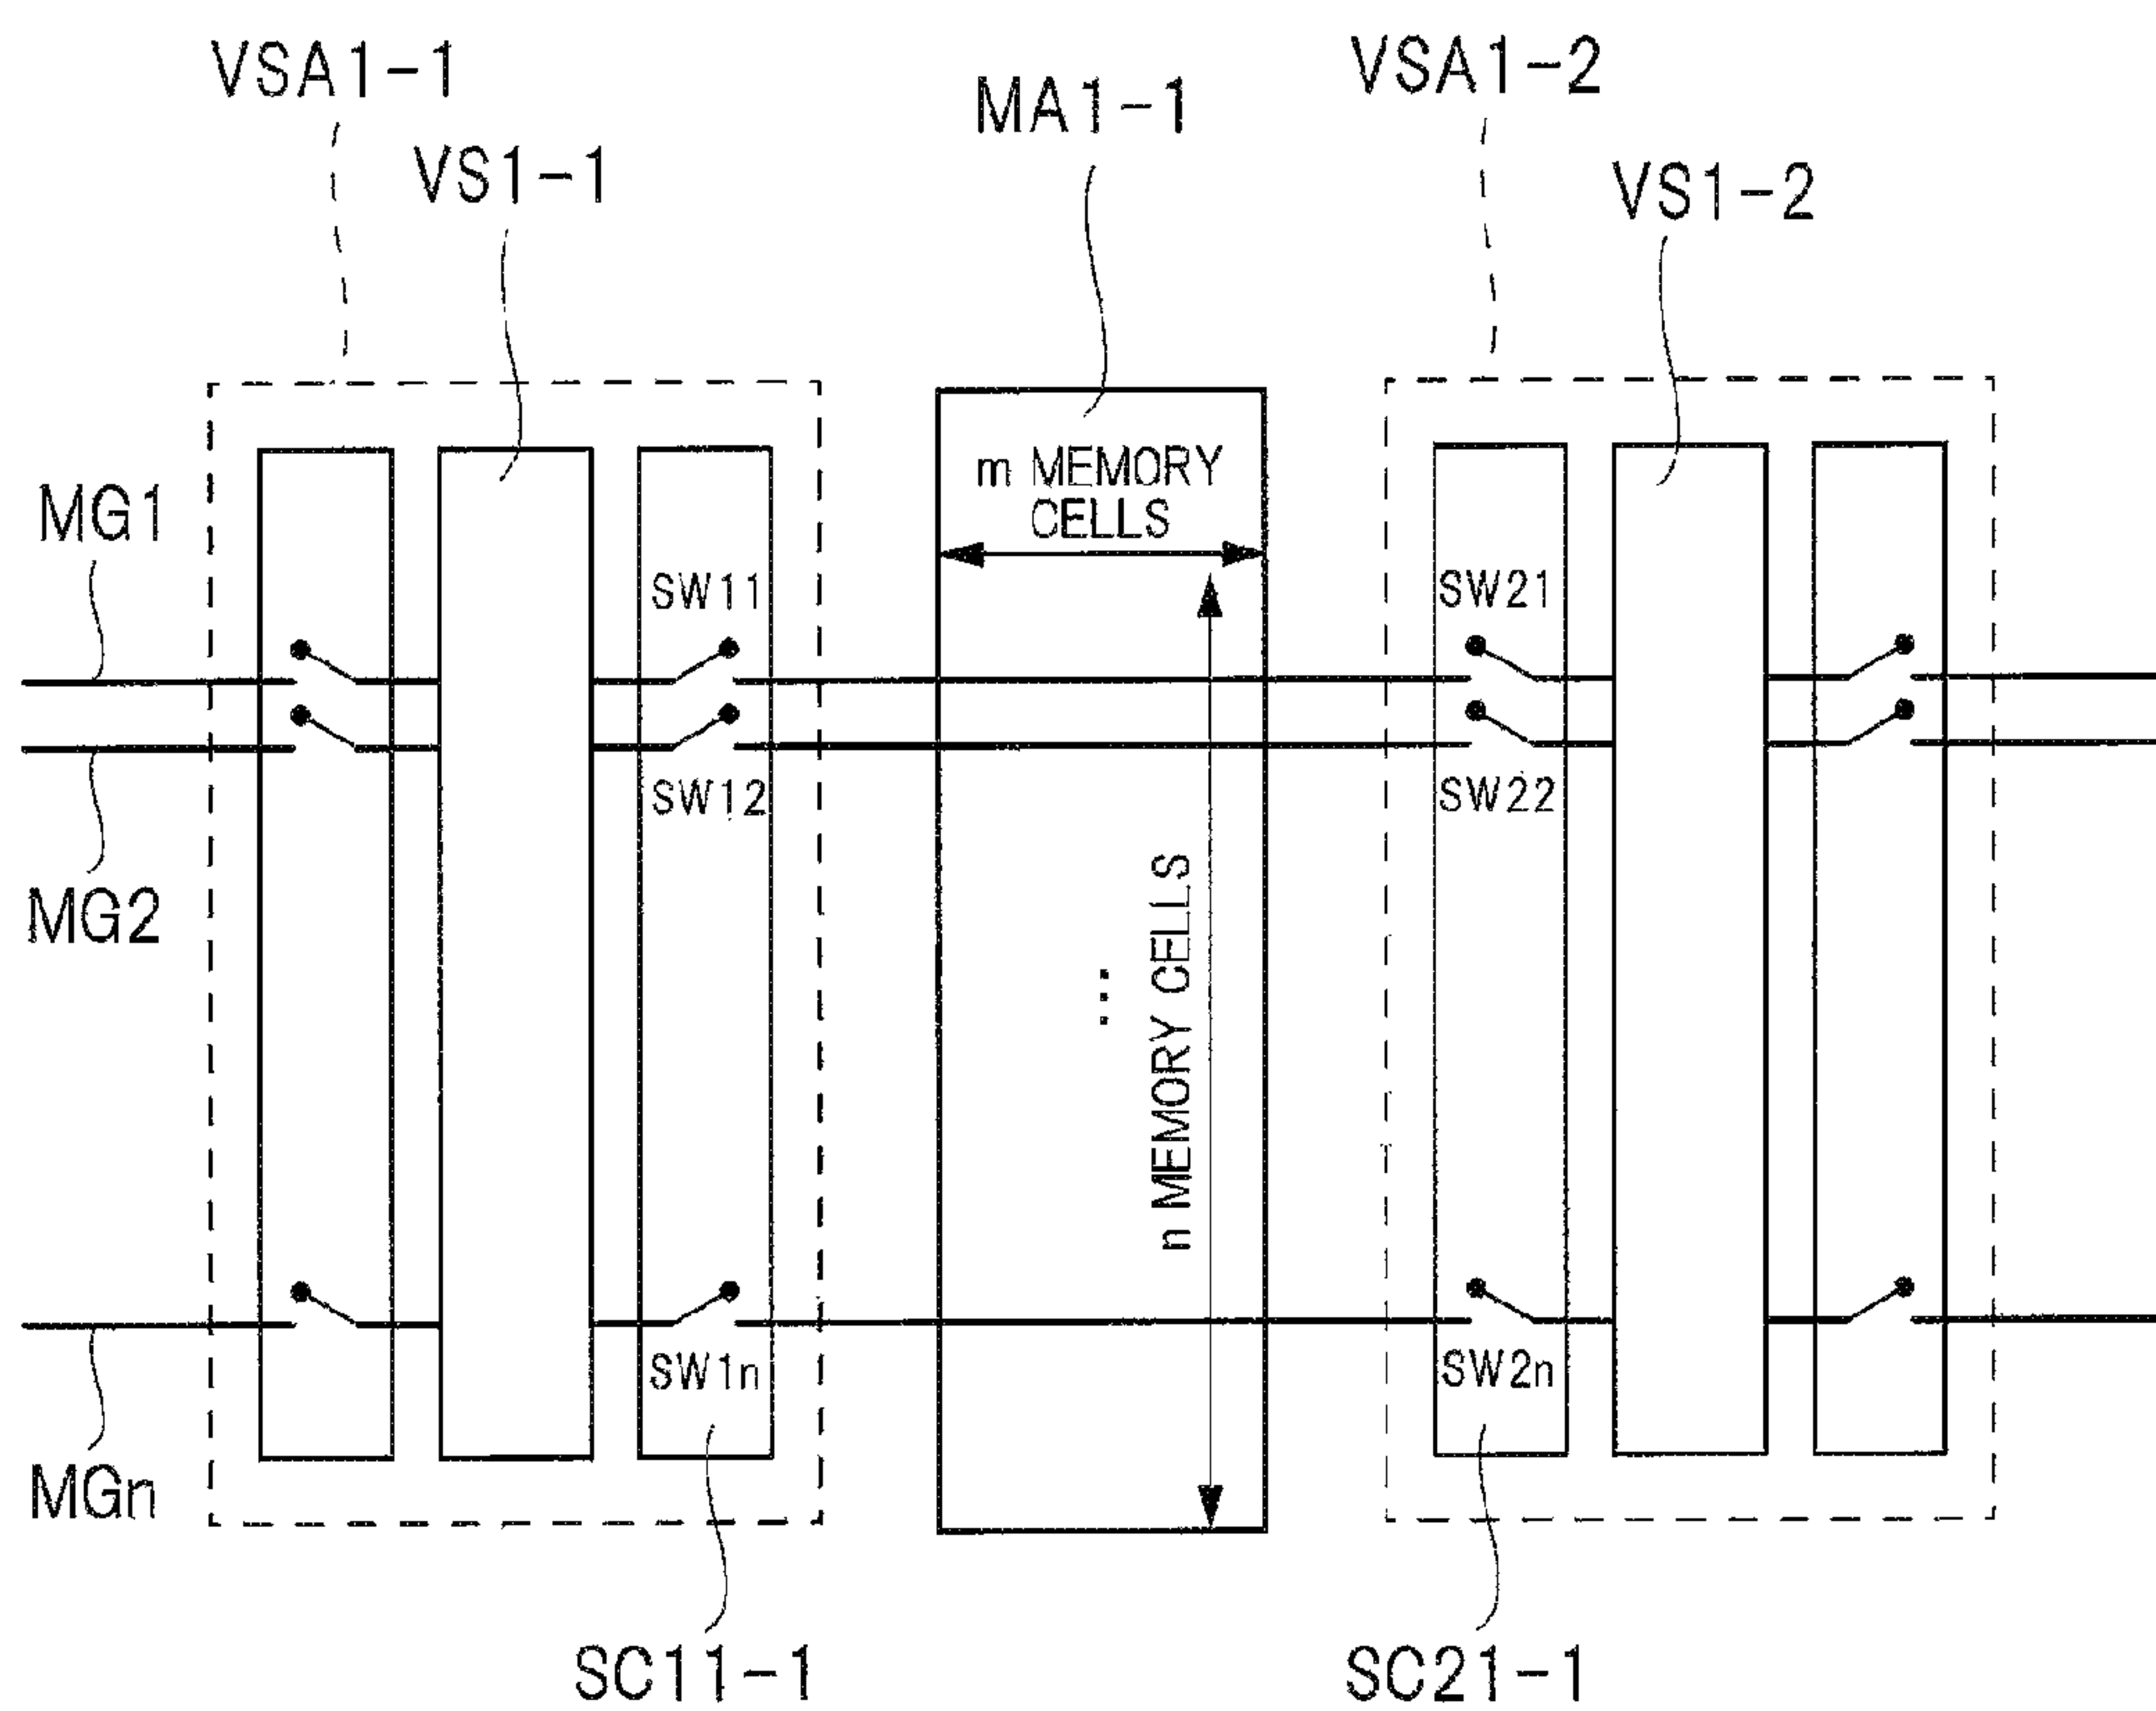 VSA1-1
VS1-1
MA1-1
VSA1-2
VS1-2
m MEMORY
CELLS
MG1
SW11
SW21
MG2
SW12
SW22
n MEMORY CELLS
MGn
SW1n
SW2n
SC11-1
SC21-1